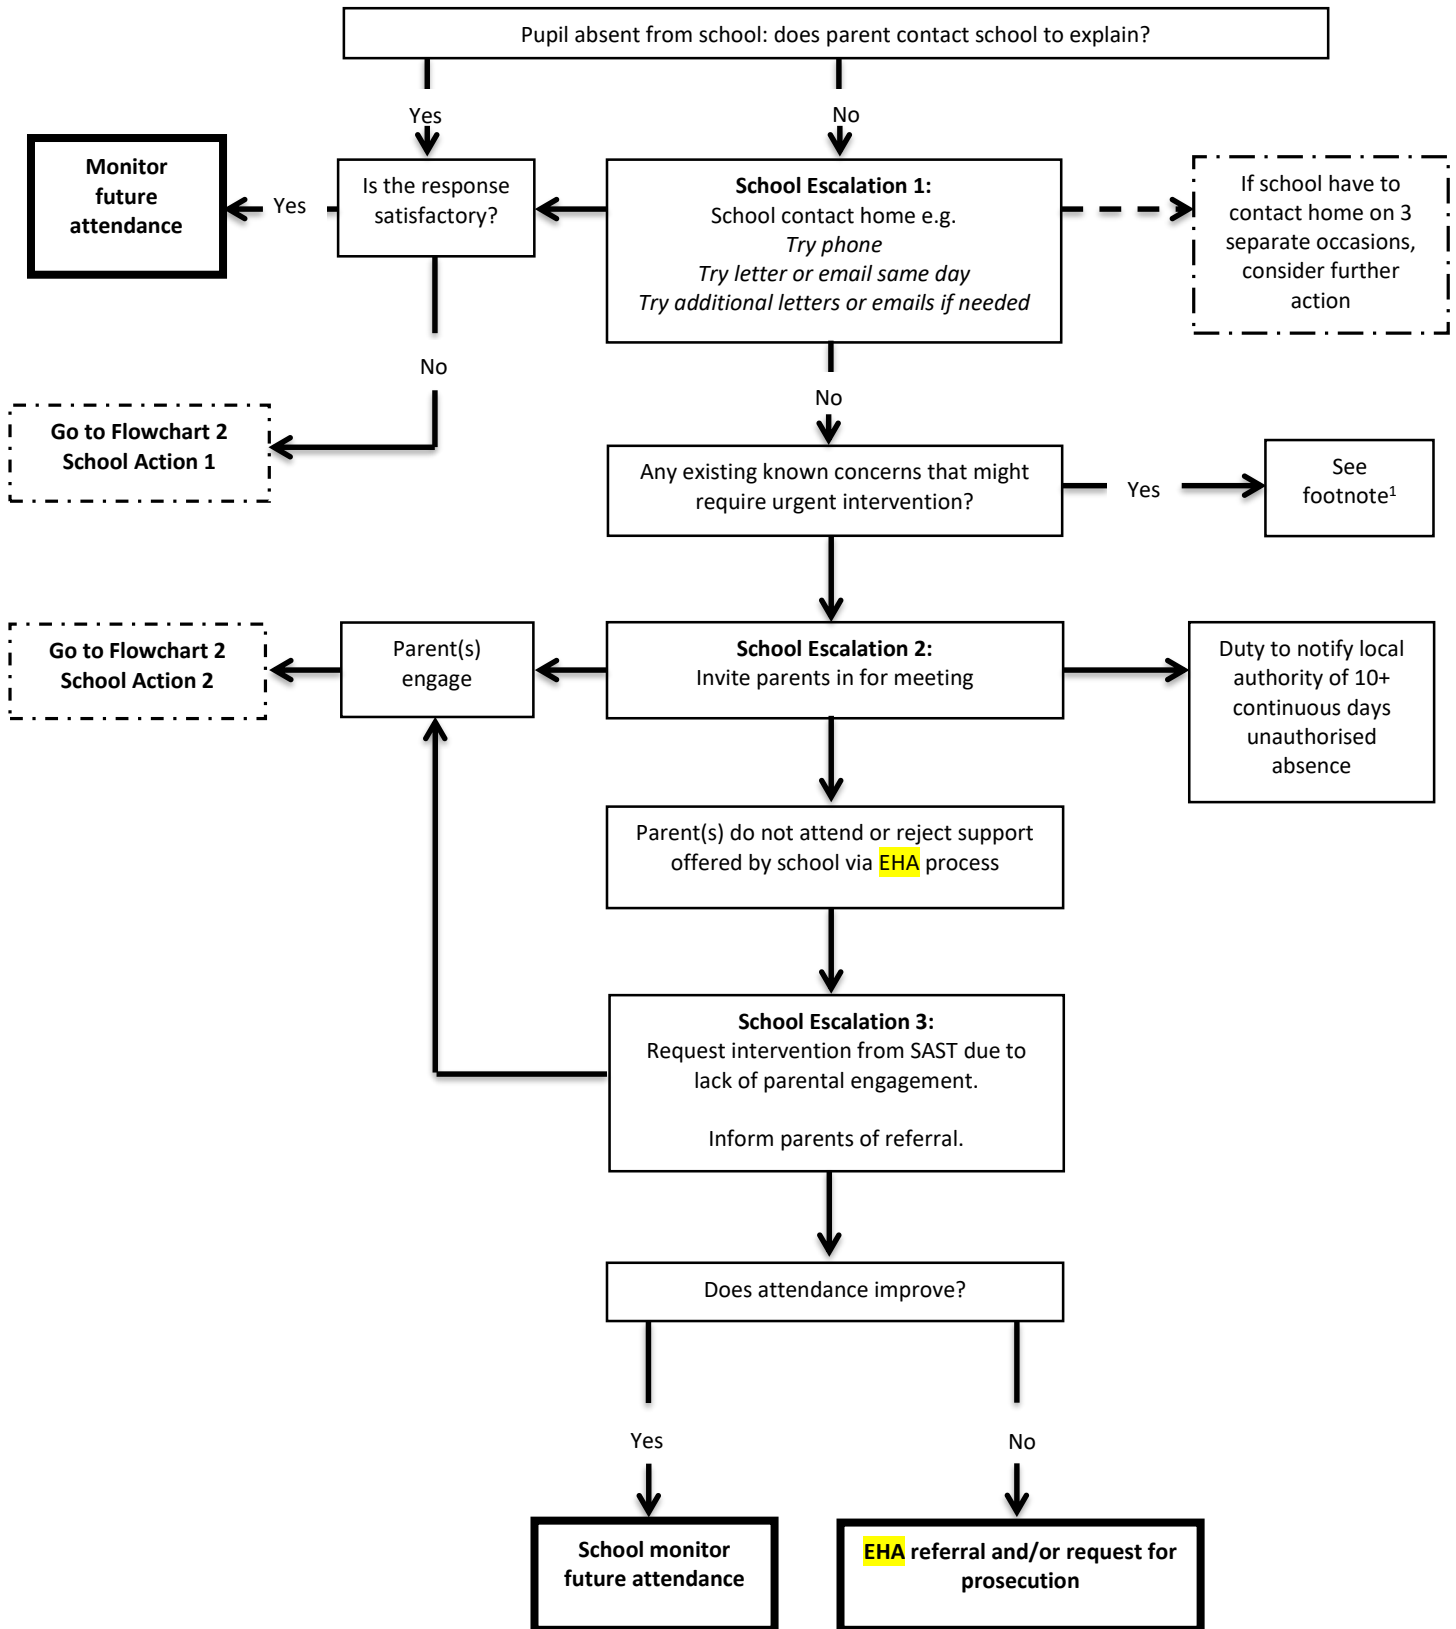 Pupil absent from school: does parent contact school to explain?
Yes
No
Monitor
future
attendance
Yes
Is the response
satisfactory?
School Escalation 1:
School contact home e.g.
Try phone
Try letter or email same day
Try additional letters or emails if needed
If school have to
contact home on 3
separate occasions,
consider further
action
No
No
Go to Flowchart 2
School Action 1
Any existing known concerns that might
require urgent intervention?
Yes
See
footnote¹
Go to Flowchart 2
School Action 2
Parent(s)
engage
School Escalation 2:
Invite parents in for meeting
Duty to notify local
authority of 10+
continuous days
unauthorised
absence
Parent(s) do not attend or reject support
offered by school via EHA process
School Escalation 3:
Request intervention from SAST due to
lack of parental engagement.
Inform parents of referral.
Does attendance improve?
Yes
No
School monitor
future attendance
EHA referral and/or request for
prosecution